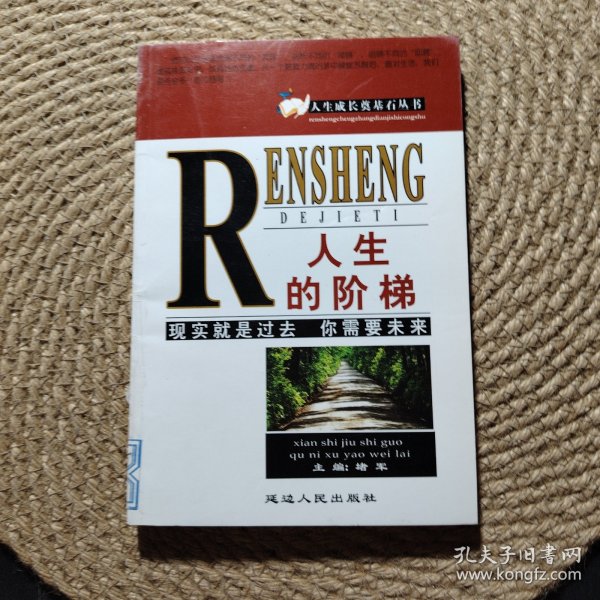 人生成长奠基石丛书
renshengchengzhangdianjishicongshu
RENSHENG
DEJIETI
人生
的阶梯
现实就是过去 你需要未来
xian shi jiu shi guo
qu ni xu yao wei lai
主编:堵军
延边人民出版社
孔夫子旧书网
www.kongfz.com